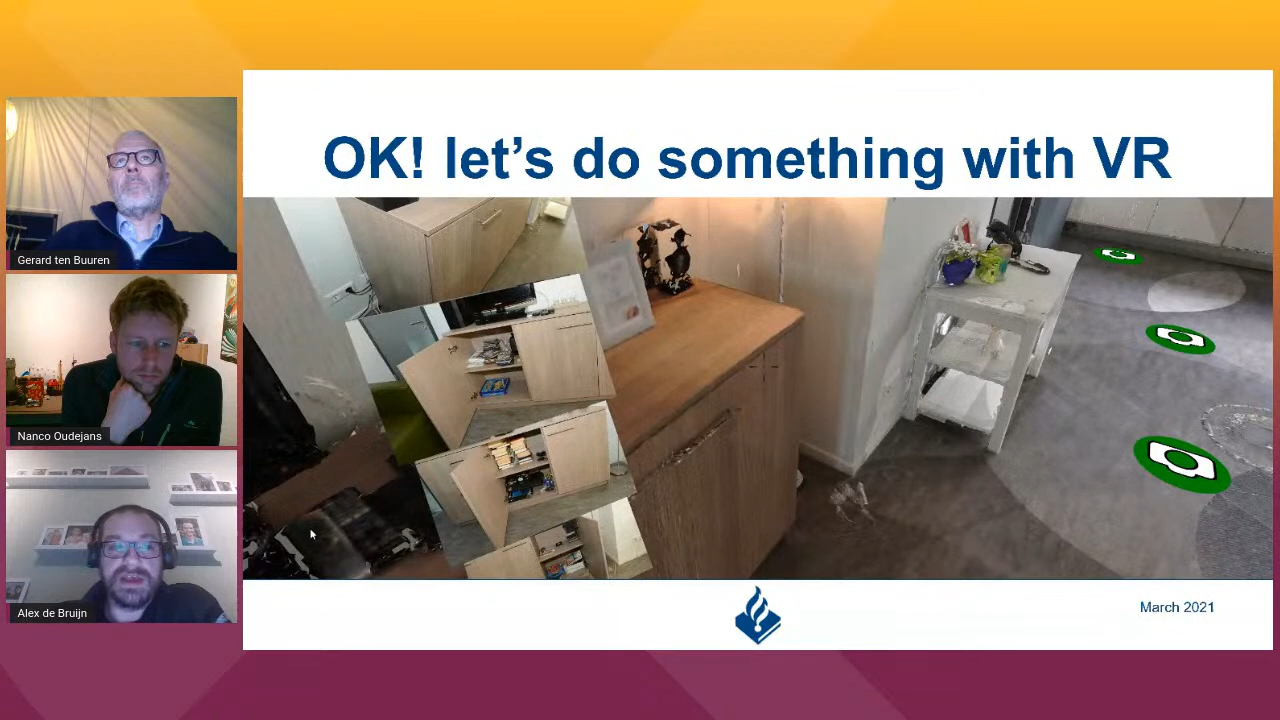 OK! let's do something with VR
Gerard ten Buuren
Nanco Oudejans
Alex de Bruijn
March 2021